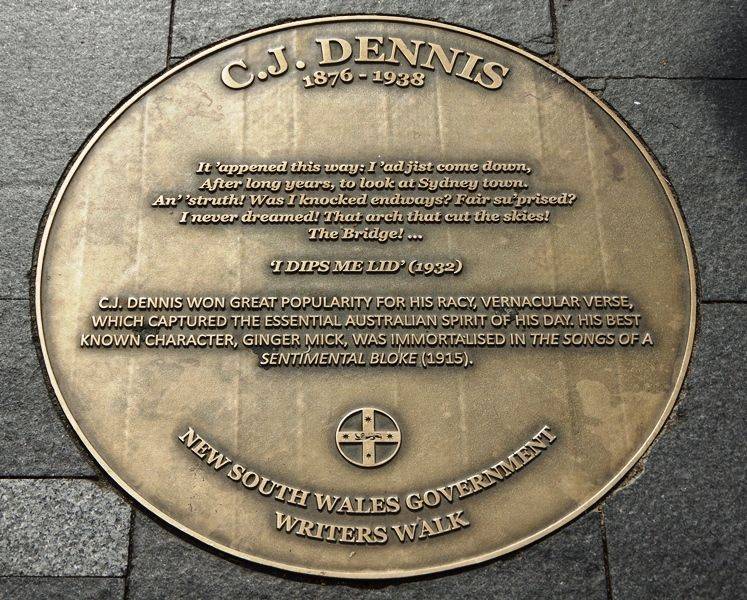 C.J. DENNIS
1876 - 1938
It 'appened this way: I 'ad jist come down,
After long years, to look at Sydney town.
An' 'struth! Was I knocked endways? Fair su'prised?
I never dreamed! That arch that cut the skies!
The Bridge! ...
'I DIPS ME LID' (1932)
C.J. DENNIS WON GREAT POPULARITY FOR HIS RACY, VERNACULAR VERSE,
WHICH CAPTURED THE ESSENTIAL AUSTRALIAN SPIRIT OF HIS DAY. HIS BEST
KNOWN CHARACTER, GINGER MICK, WAS IMMORTALISED IN THE SONGS OF A
SENTIMENTAL BLOKE (1915).
NEW SOUTH WALES GOVERNMENT
WRITERS WALK